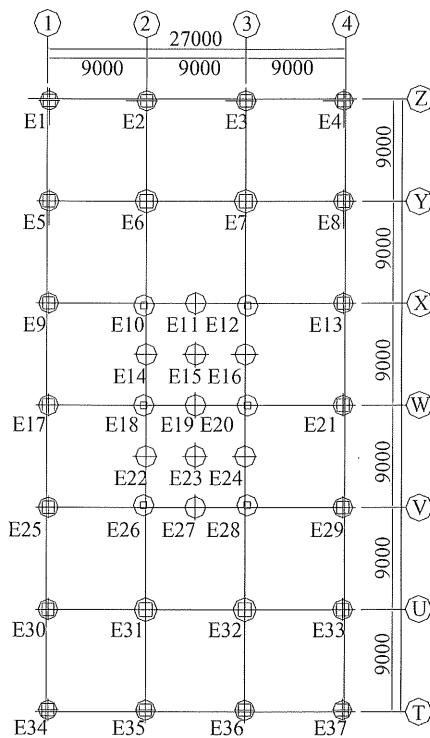 1 2 3 4
27000
9000 9000 9000
Z
E1 E2 E3 E4
9000
Y
E5 E6 E7 E8
X
E9 E10 E11 E12 E13
9000
E14 E15 E16
W
E17 E18 E19 E20 E21
9000
E22 E23 E24
V
E25 E26 E27 E28 E29
9000
U
E30 E31 E32 E33
9000
T
E34 E35 E36 E37